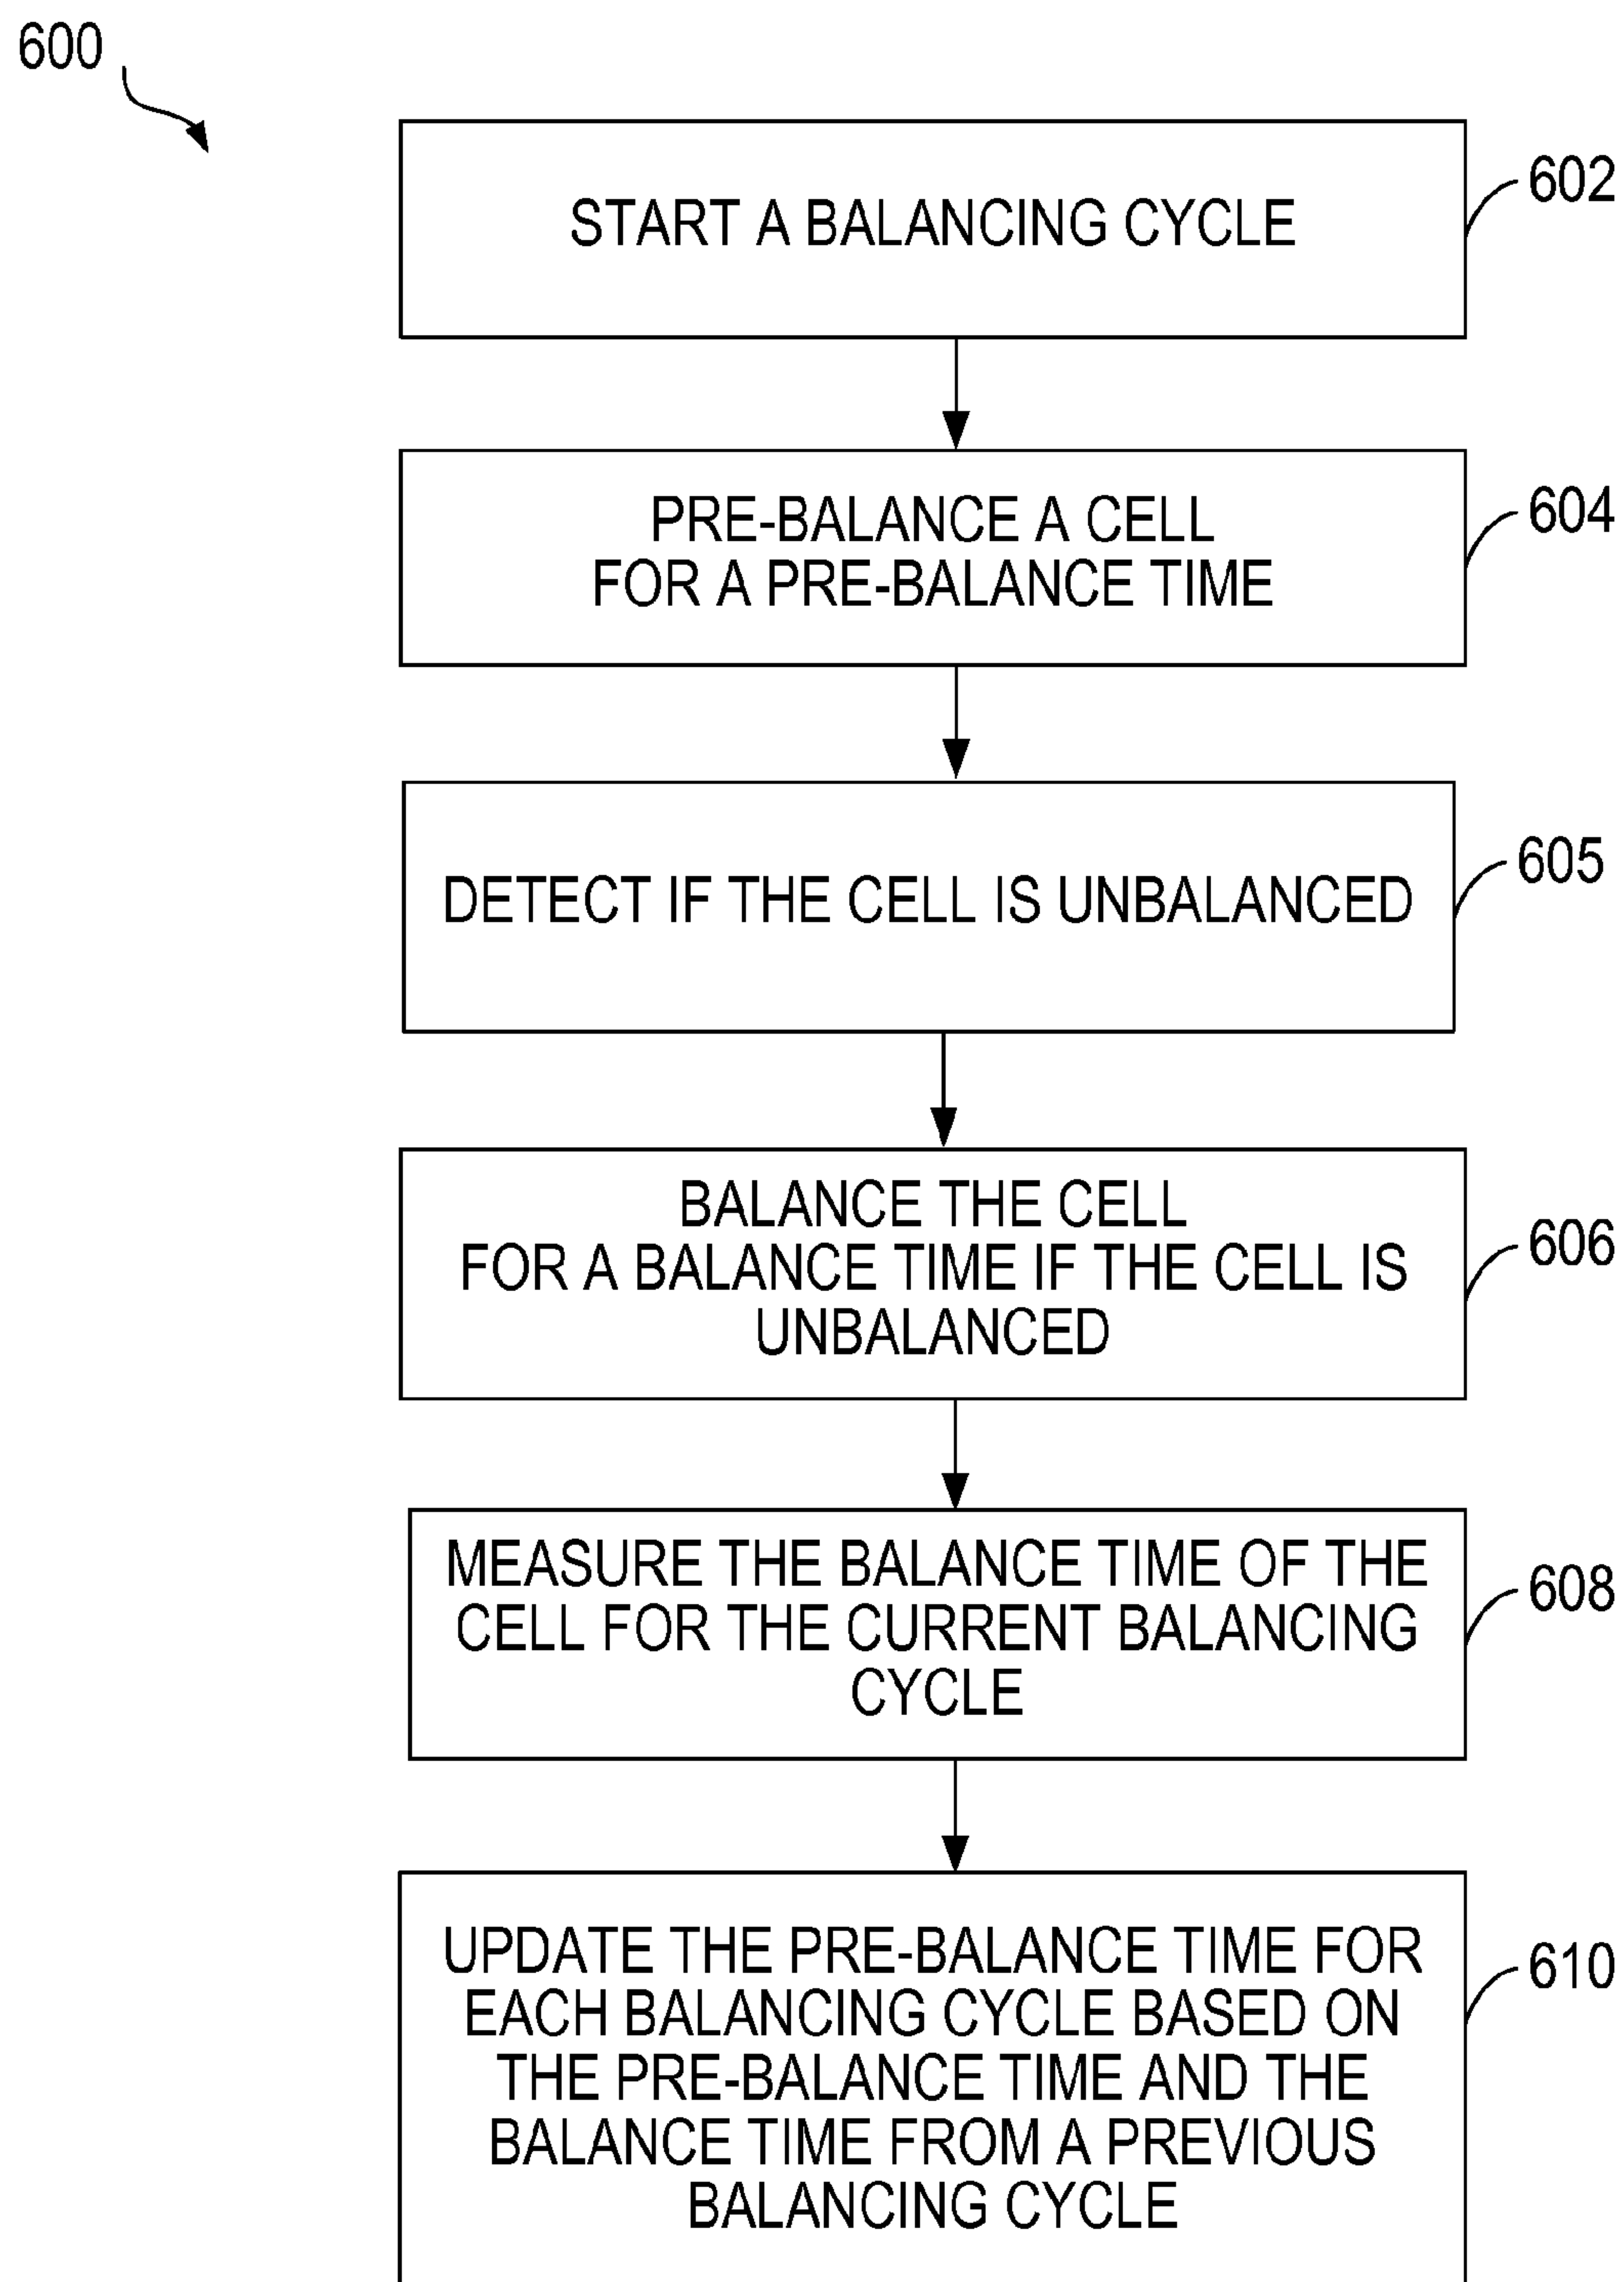 600
START A BALANCING CYCLE
602
PRE-BALANCE A CELL
FOR A PRE-BALANCE TIME
604
DETECT IF THE CELL IS UNBALANCED
605
BALANCE THE CELL
FOR A BALANCE TIME IF THE CELL IS
UNBALANCED
606
MEASURE THE BALANCE TIME OF THE
CELL FOR THE CURRENT BALANCING
CYCLE
608
UPDATE THE PRE-BALANCE TIME FOR
EACH BALANCING CYCLE BASED ON
THE PRE-BALANCE TIME AND THE
BALANCE TIME FROM A PREVIOUS
BALANCING CYCLE
610